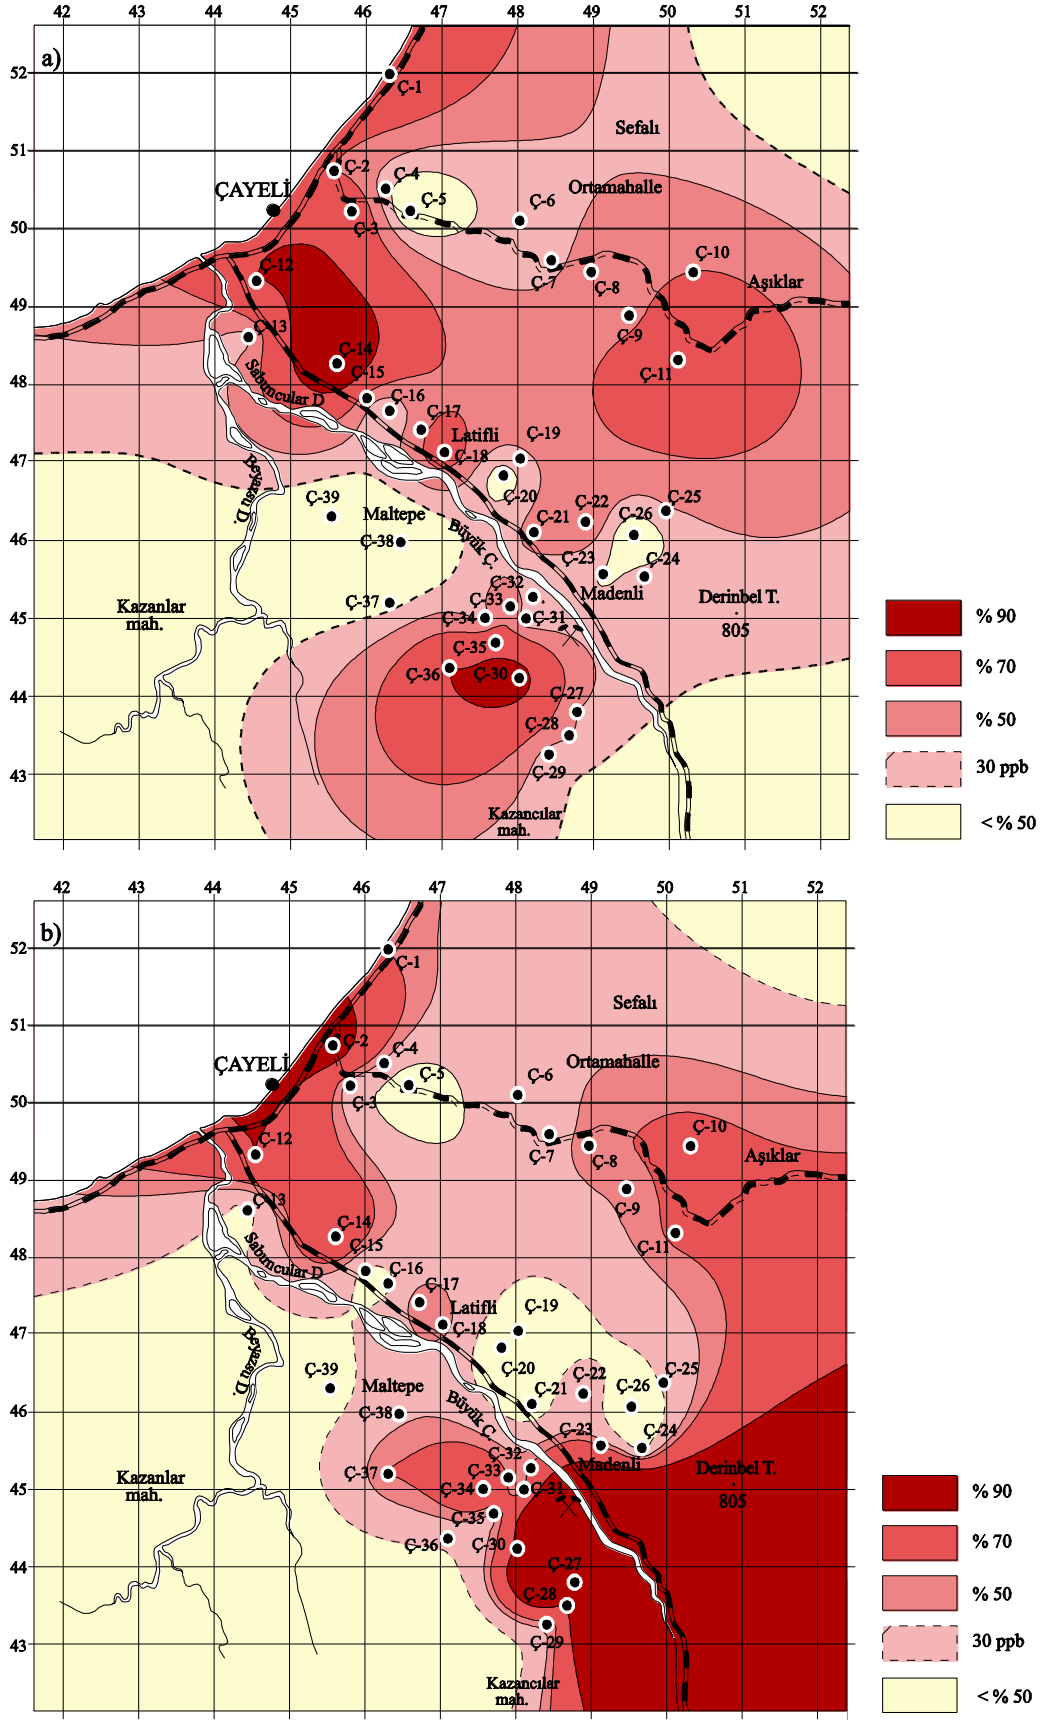 42 43 44 45 46 47 48 49 50 51 52
a)
52
Ç-1
Sefalı
51
Ç-2
Ç-4
ÇAYELİ
Ortamahalle
Ç-5
Ç-6
Ç-3
50
Ç-10
Ç-12
Ç-7
Ç-8
Aşıklar
49
Ç-13
Ç-9
Ç-14
Ç-15
Ç-11
48
Sabuncular D
Ç-16
Ç-17
Latifli
Ç-19
47
Ç-18
Beyazsu D.
Ç-39
Ç-20
Ç-22
Ç-25
Maltepe
Ç-21
Ç-26
46
Ç-38
Büyük Ç.
Ç-23
Ç-24
Ç-32
Madenli
Kazanlar
mah.
Ç-37
Ç-33
Derinbel T.
805
45
Ç-34
Ç-31
Ç-35
Ç-36
Ç-30
44
Ç-27
Ç-28
43
Ç-29
Kazancılar
mah.
% 90
% 70
% 50
30 ppb
< % 50
42 43 44 45 46 47 48 49 50 51 52
b)
52
Ç-1
Sefalı
51
Ç-2
Ç-4
ÇAYELİ
Ortamahalle
Ç-5
Ç-6
Ç-3
50
Ç-10
Ç-12
Ç-7
Ç-8
Aşıklar
49
Ç-13
Ç-9
Ç-14
Ç-15
Ç-11
48
Sabuncular D
Ç-16
Ç-17
Latifli
Ç-19
47
Ç-18
Beyazsu D.
Ç-39
Ç-20
Ç-22
Ç-25
Maltepe
Ç-21
Ç-26
46
Ç-38
Büyük Ç.
Ç-23
Ç-24
Ç-32
Madenli
Kazanlar
mah.
Ç-37
Ç-33
Derinbel T.
805
45
Ç-34
Ç-31
Ç-35
Ç-36
Ç-30
44
Ç-27
Ç-28
43
Ç-29
Kazancılar
mah.
% 90
% 70
% 50
30 ppb
< % 50